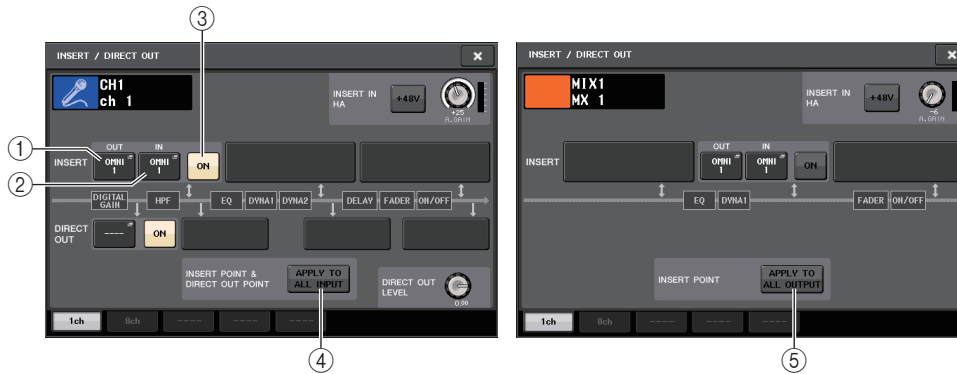 ③
INSERT / DIRECT OUT
CH1
ch 1
INSERT IN
HA
+48V
+25
A.GAIN
①
②
OUT IN
INSERT OMNI 1 OMNI 1 ON
DIGITAL GAIN HPF EQ DYNA1 DYNA2 DELAY FADER ON/OFF
DIRECT OUT ---- ON
INSERT POINT &
DIRECT OUT POINT
APPLY TO
ALL INPUT
DIRECT OUT
LEVEL
0.00
1ch 8ch ---- ---- ----
④
INSERT / DIRECT OUT
MIX1
MX 1
INSERT IN
HA
+48V
-6
A.GAIN
OUT IN
INSERT OMNI 1 OMNI 1 ON
EQ DYNA1 FADER ON/OFF
INSERT POINT
APPLY TO
ALL OUTPUT
1ch 8ch ---- ---- ----
⑤